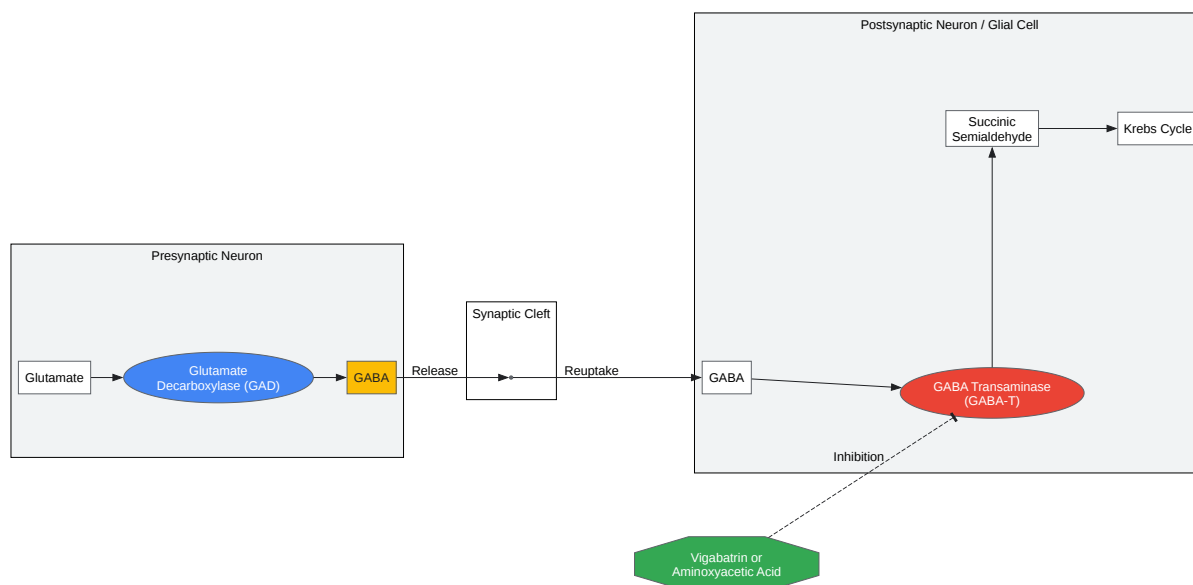 Postsynaptic Neuron / Glial Cell
Succinic
Semialdehyde
Krebs Cycle
Presynaptic Neuron
Synaptic Cleft
Glutamate
Glutamate
Decarboxylase (GAD)
GABA
Release
Reuptake
GABA
GABA Transaminase
(GABA-T)
Inhibition
Vigabatrin or
Aminoxyacetic Acid